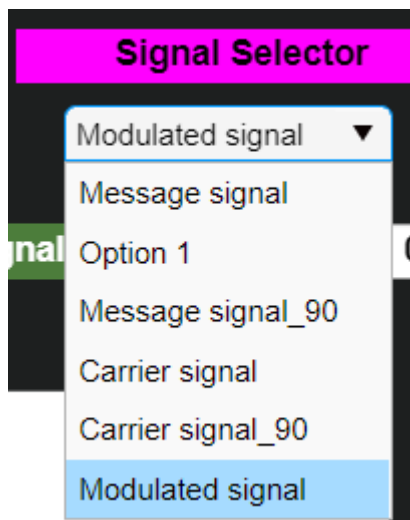 Signal Selector
Modulated signal
Message signal
Option 1
Message signal_90
Carrier signal
Carrier signal_90
Modulated signal